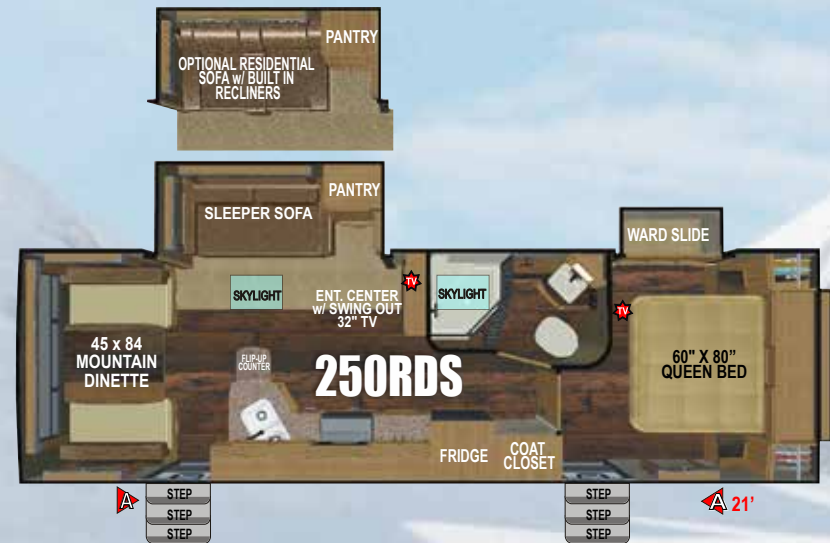 PANTRY
OPTIONAL RESIDENTIAL
SOFA w/ BUILT IN
RECLINERS
PANTRY
SLEEPER SOFA
WARD SLIDE
SKYLIGHT
ENT. CENTER
w/ SWING OUT
32" TV
TV
SKYLIGHT
TV
45 x 84
MOUNTAIN
DINETTE
FLIP-UP
COUNTER
250RDS
60" X 80”
QUEEN BED
FRIDGE
COAT
CLOSET
A
STEP
STEP
STEP
STEP
STEP
STEP
A 21'